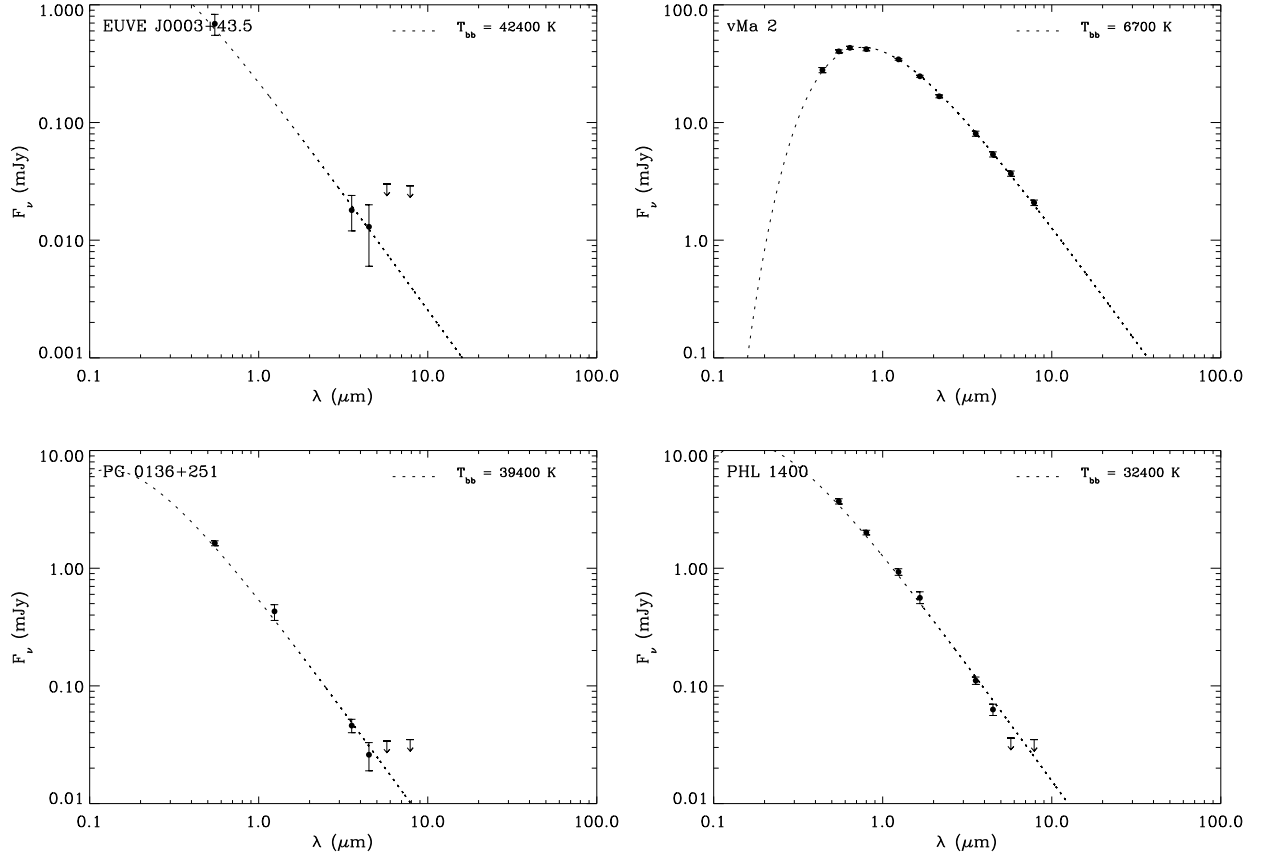 EUVE J0003+43.5
T_bb = 42400 K
1.000
0.100
0.010
0.001
F_ν (mJy)
0.1 1.0 10.0 100.0
λ (μm)
vMa 2
T_bb = 6700 K
100.0
10.0
1.0
0.1
F_ν (mJy)
0.1 1.0 10.0 100.0
λ (μm)
PG 0136+251
T_bb = 39400 K
10.00
1.00
0.10
0.01
F_ν (mJy)
0.1 1.0 10.0 100.0
λ (μm)
PHL 1400
T_bb = 32400 K
10.00
1.00
0.10
0.01
F_ν (mJy)
0.1 1.0 10.0 100.0
λ (μm)